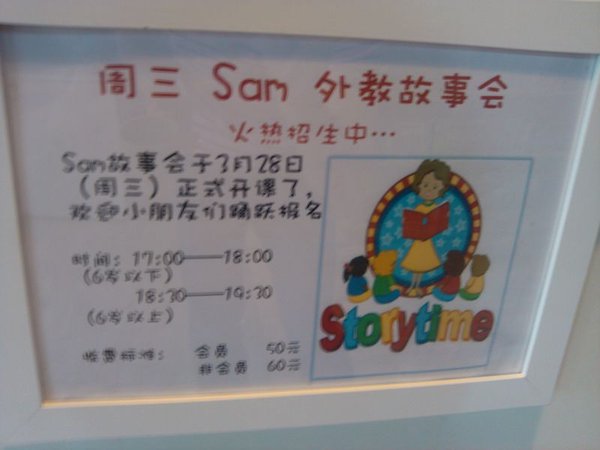 周三 Sam 外教故事会
火热招生中…
Sam故事会于3月28日
（周三）正式开课了，
欢迎小朋友们踊跃报名
时间：17:00——18:00
（6岁以下）
18:30——19:30
（6岁以上）
收费标准： 会员 50元
非会员 60元
Storytime